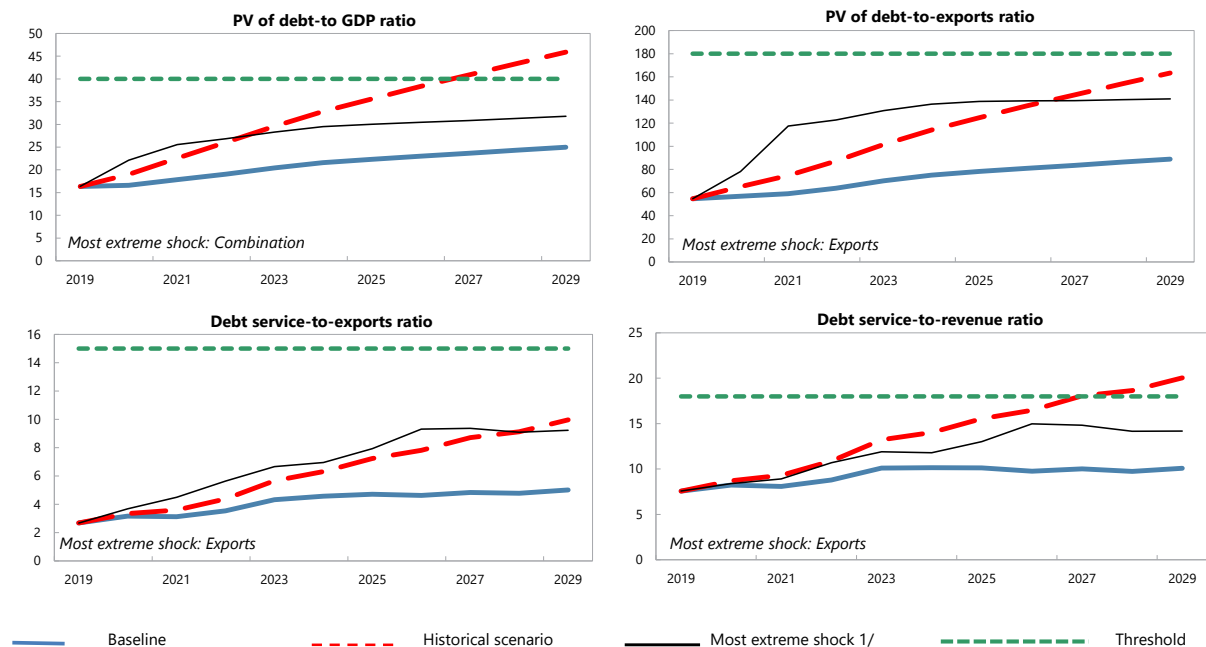 PV of debt-to GDP ratio
50
45
40
35
30
25
20
15
10
5
0
Most extreme shock: Combination
2019 2021 2023 2025 2027 2029
PV of debt-to-exports ratio
200
180
160
140
120
100
80
60
40
20
0
Most extreme shock: Exports
2019 2021 2023 2025 2027 2029
Debt service-to-exports ratio
16
14
12
10
8
6
4
2
0
Most extreme shock: Exports
2019 2021 2023 2025 2027 2029
Debt service-to-revenue ratio
25
20
15
10
5
0
Most extreme shock: Exports
2019 2021 2023 2025 2027 2029
Baseline Historical scenario Most extreme shock 1/ Threshold